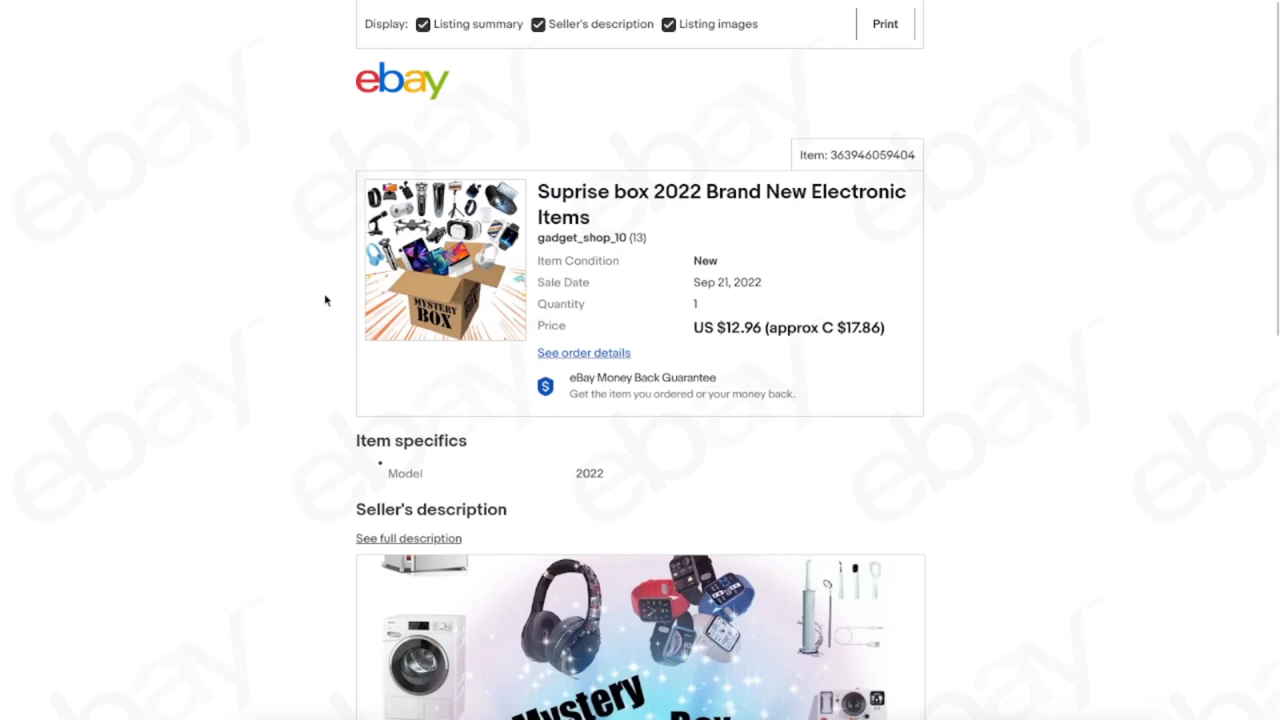 Display: Listing summary Seller's description Listing images Print
ebay
Item: 363946059404
Suprise box 2022 Brand New Electronic
Items
gadget_shop_10 (13)
Item Condition New
Sale Date Sep 21, 2022
Quantity 1
Price US $12.96 (approx C $17.86)
See order details
eBay Money Back Guarantee
Get the item you ordered or your money back.
MYSTERY
BOX
Item specifics
Model 2022
Seller's description
See full description
Mystery
Box